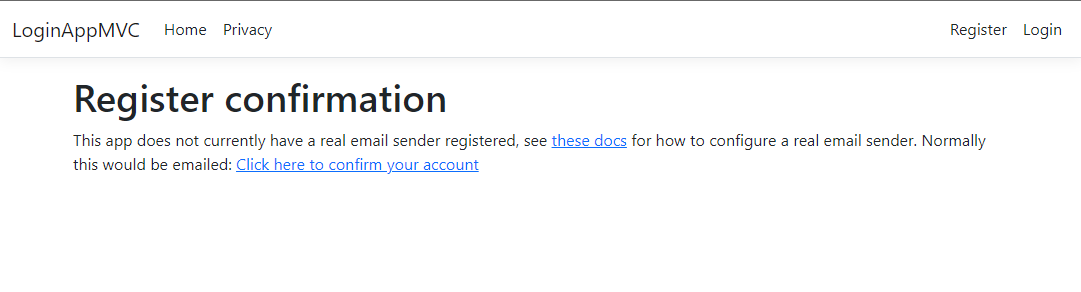 LoginAppMVC Home Privacy Register Login
Register confirmation
This app does not currently have a real email sender registered, see these docs for how to configure a real email sender. Normally
this would be emailed: Click here to confirm your account